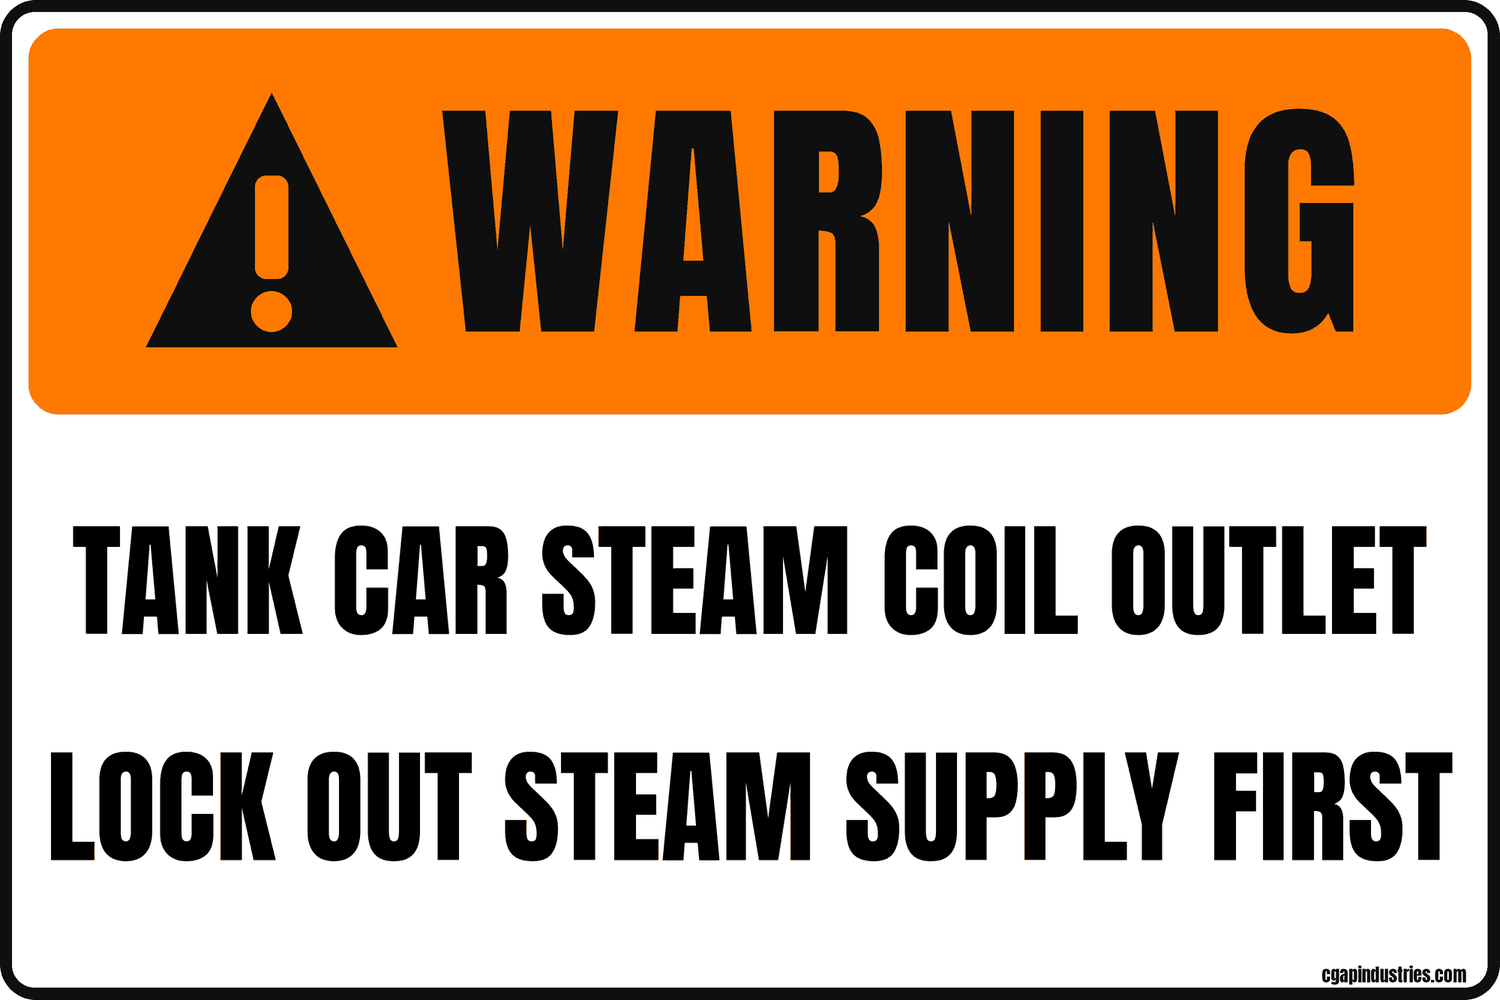 WARNING
TANK CAR STEAM COIL OUTLET
LOCK OUT STEAM SUPPLY FIRST
cgapindustries.com